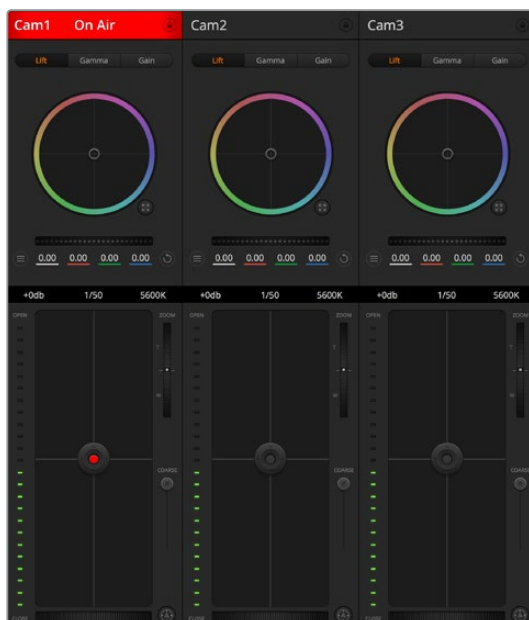 Cam1 On Air Cam2 Cam3
Lift Gamma Gain Lift Gamma Gain Lift Gamma Gain
0.00 0.00 0.00 0.00 0.00 0.00 0.00 0.00 0.00 0.00 0.00 0.00
+0db 1/50 5600K +0db 1/50 5600K +0db 1/50 5600K
OPEN ZOOM OPEN ZOOM OPEN ZOOM
T T T
W W W
COARSE COARSE COARSE
CLOSE CLOSE CLOSE